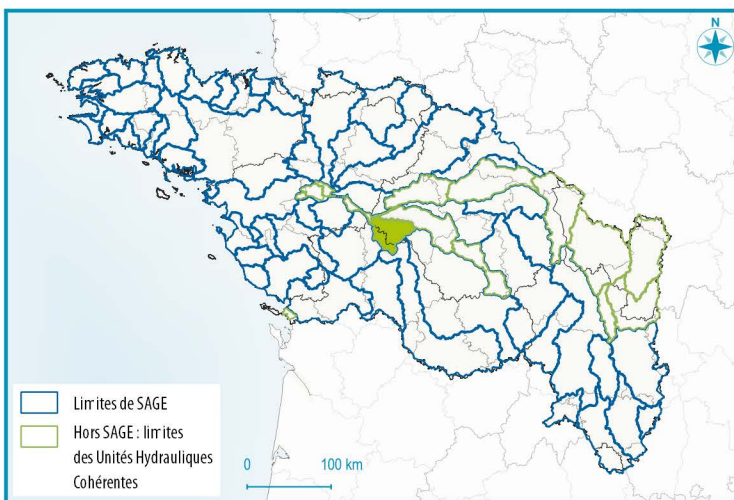 N
Limites de SAGE
Hors SAGE : limites
des Unités Hydrauliques
Cohérentes
0 100 km